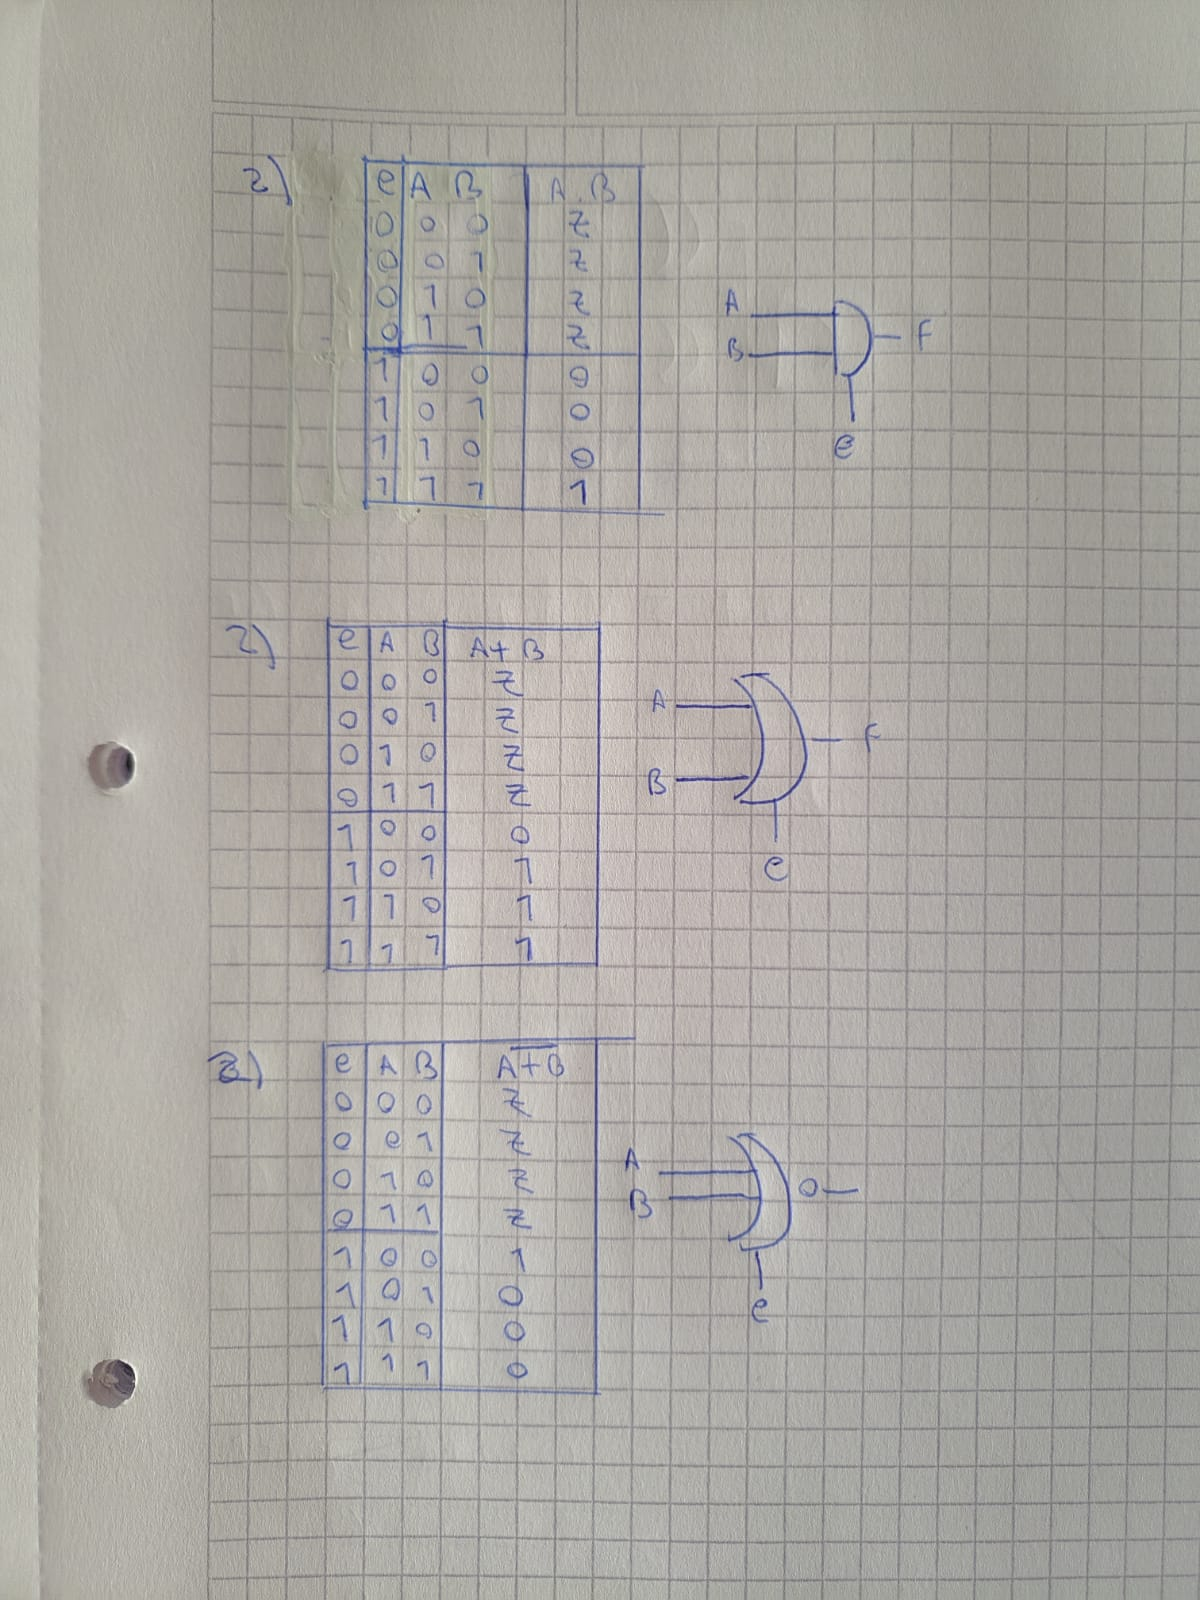 2)
e A B A.B
0 0 0 Z
0 0 1 Z
0 1 0 Z
0 1 1 Z
1 0 0 0
1 0 1 0
1 1 0 0
1 1 1 1
A
B
F
e
2)
e A B A+B
0 0 0 Z
0 0 1 Z
0 1 0 Z
0 1 1 Z
1 0 0 0
1 0 1 1
1 1 0 1
1 1 1 1
A
B
F
e
3)
e A B A̅+̅B̅
0 0 0 Z
0 0 1 Z
0 1 0 Z
0 1 1 Z
1 0 0 1
1 0 1 0
1 1 0 0
1 1 1 0
A
B
e